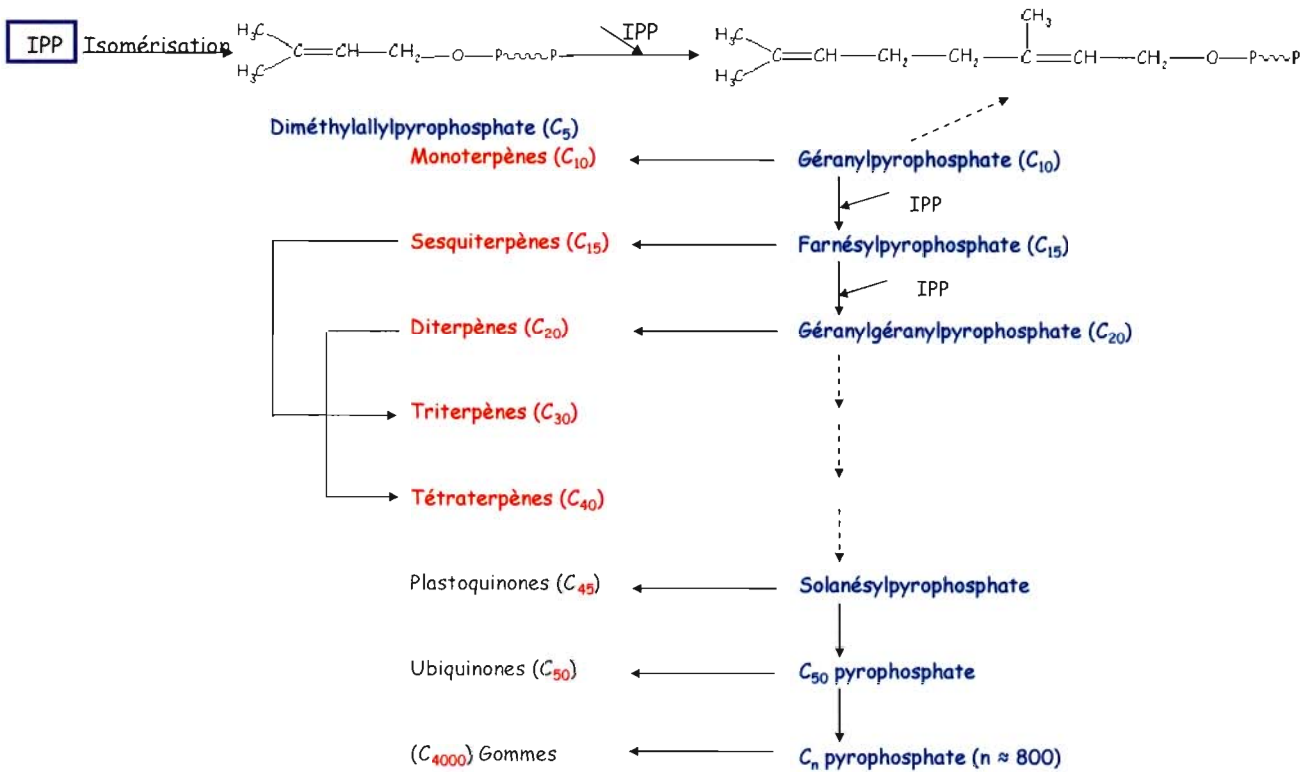 IPP Isomérisation H₃C H₃C C=CH—CH₂—O—P~~~P IPP H₃C H₃C C=CH—CH₂—CH₂—C=CH—CH₂—O—P~~P CH₃
Diméthylallylpyrophosphate (C₅)
Monoterpènes (C₁₀) Géranylpyrophosphate (C₁₀)
IPP
Sesquiterpènes (C₁₅) Farnésylpyrophosphate (C₁₅)
IPP
Diterpènes (C₂₀) Géranylgéranylpyrophosphate (C₂₀)
Triterpènes (C₃₀)
Tétraterpènes (C₄₀)
Plastoquinones (C₄₅) Solanésylpyrophosphate
Ubiquinones (C₅₀) C₅₀ pyrophosphate
(C₄₀₀₀) Gommes Cₙ pyrophosphate (n ≈ 800)